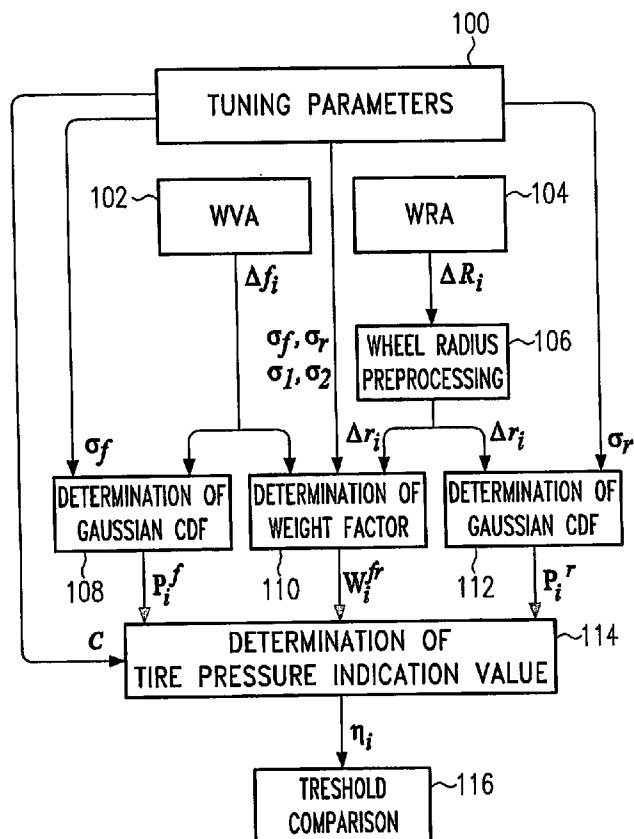 100
TUNING PARAMETERS
102
WVA
WRA
104
Δf_i
ΔR_i
σ_f, σ_r
σ_1, σ_2
WHEEL RADIUS
PREPROCESSING
106
Δr_i
Δr_i
σ_f
σ_r
DETERMINATION OF
GAUSSIAN CDF
DETERMINATION OF
WEIGHT FACTOR
DETERMINATION OF
GAUSSIAN CDF
108
P_i^f
110
W_i^{fr}
112
P_i^r
C
DETERMINATION OF
TIRE PRESSURE INDICATION VALUE
114
η_i
TRESHOLD
COMPARISON
116